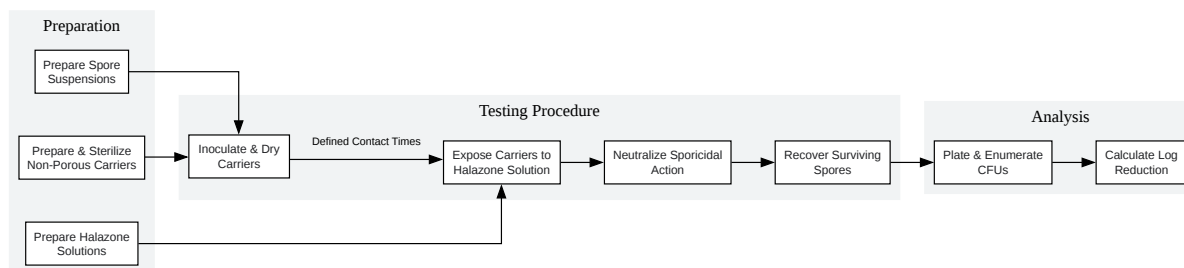 Preparation
Prepare Spore
Suspensions
Prepare & Sterilize
Non-Porous Carriers
Prepare Halazone
Solutions
Testing Procedure
Inoculate & Dry
Carriers
Defined Contact Times
Expose Carriers to
Halazone Solution
Neutralize Sporicidal
Action
Recover Surviving
Spores
Analysis
Plate & Enumerate
CFUs
Calculate Log
Reduction